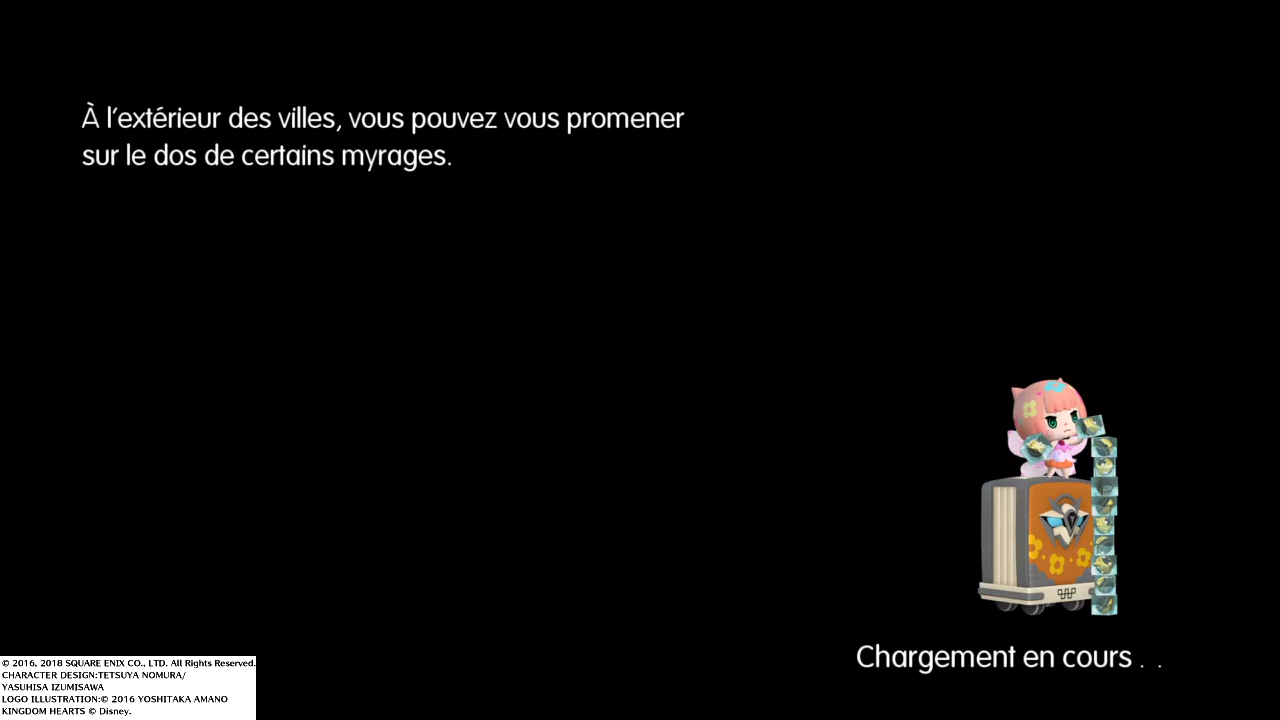 À l'extérieur des villes, vous pouvez vous promener
sur le dos de certains myrages.
Chargement en cours . .
© 2016, 2018 SQUARE ENIX CO., LTD. All Rights Reserved.
CHARACTER DESIGN:TETSUYA NOMURA/
YASUHISA IZUMISAWA
LOGO ILLUSTRATION:© 2016 YOSHITAKA AMANO
KINGDOM HEARTS © Disney.